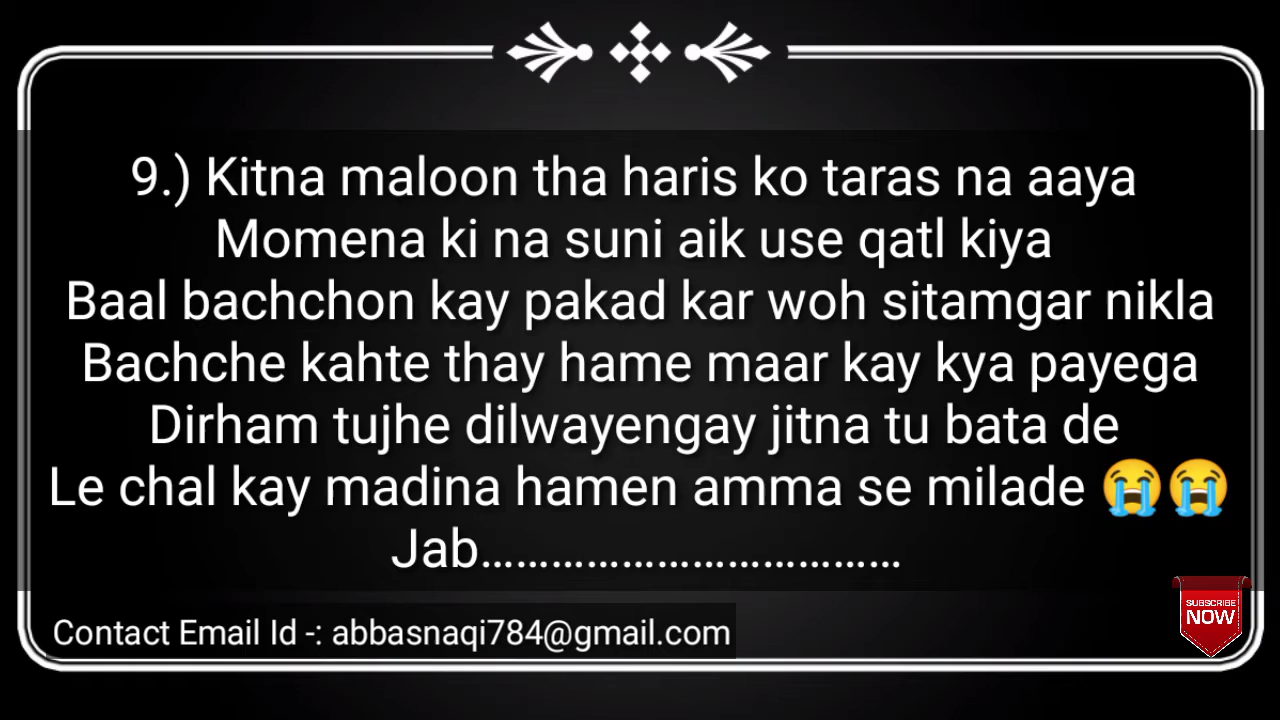 9.) Kitna maloon tha haris ko taras na aaya
Momena ki na suni aik use qatl kiya
Baal bachchon kay pakad kar woh sitamgar nikla
Bachche kahte thay hame maar kay kya payega
Dirham tujhe dilwayengay jitna tu bata de
Le chal kay madina hamen amma se milade 😭😭
Jab....................................
Contact Email Id -: abbasnaqi784@gmail.com
SUBSCRIBE
NOW